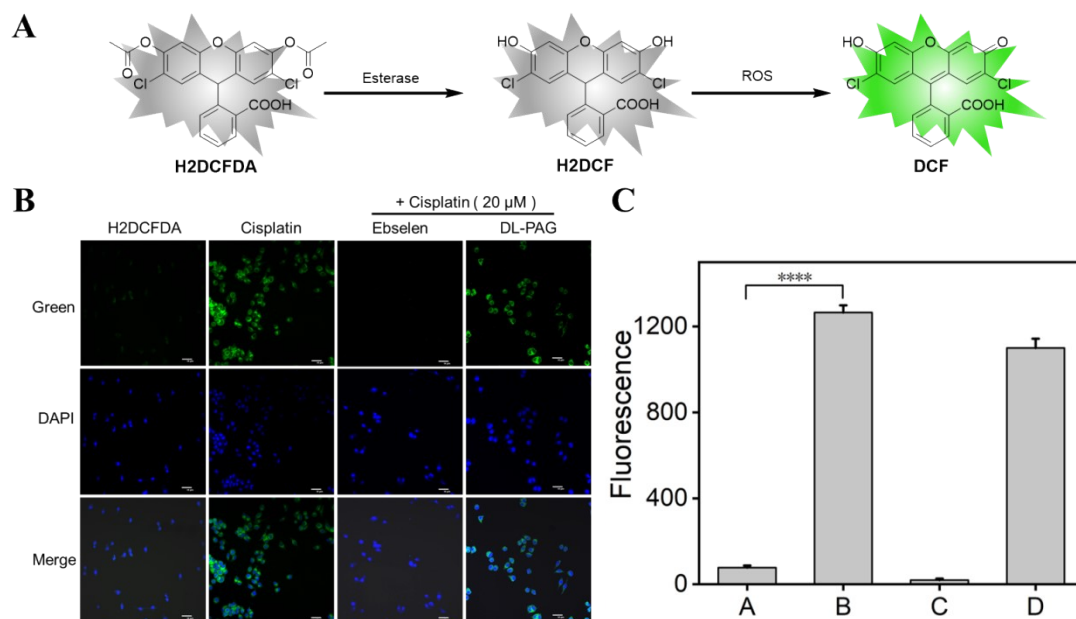 A
O O O
O O
Cl Cl
COOH
H2DCFDA
Esterase
HO O OH
Cl Cl
COOH
H2DCF
ROS
HO O O
Cl Cl
COOH
DCF
B
+ Cisplatin ( 20 μM )
H2DCFDA Cisplatin Ebselen DL-PAG
Green
DAPI
Merge
C
****
Fluorescence
1200
800
400
0
A B C D